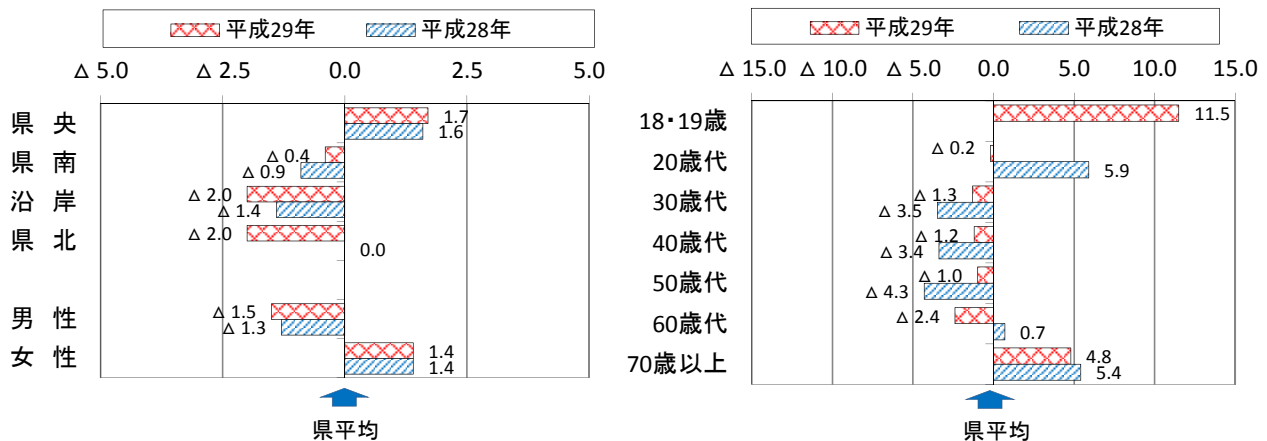 平成29年 平成28年
△ 5.0 △ 2.5 0.0 2.5 5.0
県 央 1.7
1.6
県 南 △ 0.4
△ 0.9
沿 岸 △ 2.0
△ 1.4
県 北 △ 2.0
0.0
男 性 △ 1.5
△ 1.3
女 性 1.4
1.4
県平均
平成29年 平成28年
△ 15.0 △ 10.0 △ 5.0 0.0 5.0 10.0 15.0
18・19歳 11.5
20歳代 △ 0.2
5.9
30歳代 △ 1.3
△ 3.5
40歳代 △ 1.2
△ 3.4
50歳代 △ 1.0
△ 4.3
60歳代 △ 2.4
0.7
70歳以上 4.8
5.4
県平均